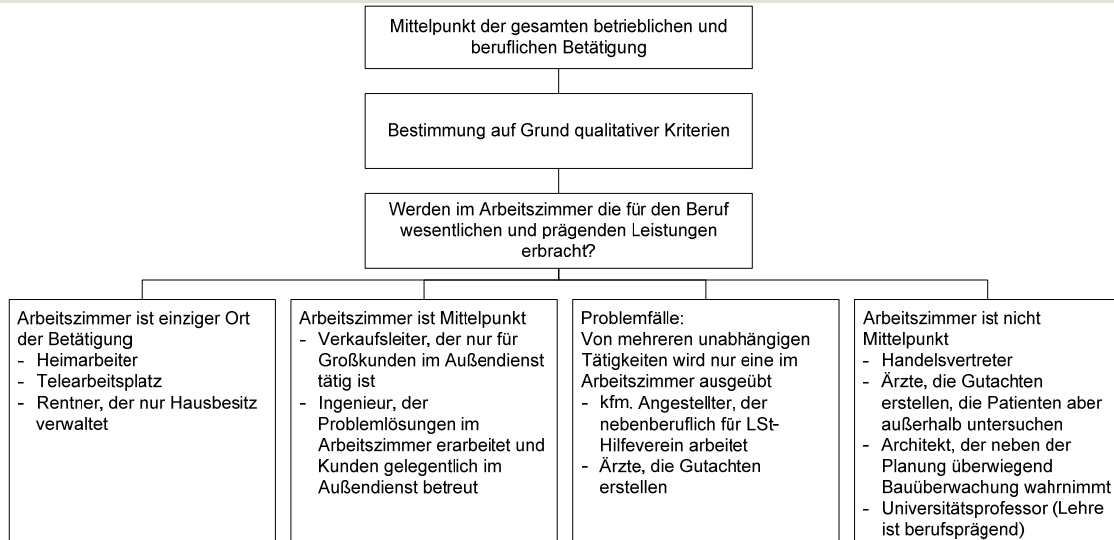 Mittelpunkt der gesamten betrieblichen und
beruflichen Betätigung
Bestimmung auf Grund qualitativer Kriterien
Werden im Arbeitszimmer die für den Beruf
wesentlichen und prägenden Leistungen
erbracht?
Arbeitszimmer ist einziger Ort
der Betätigung
- Heimarbeiter
- Telearbeitsplatz
- Rentner, der nur Hausbesitz
verwaltet
Arbeitszimmer ist Mittelpunkt
- Verkaufsleiter, der nur für
Großkunden im Außendienst
tätig ist
- Ingenieur, der
Problemlösungen im
Arbeitszimmer erarbeitet und
Kunden gelegentlich im
Außendienst betreut
Problemfälle:
Von mehreren unabhängigen
Tätigkeiten wird nur eine im
Arbeitszimmer ausgeübt
- kfm. Angestellter, der
nebenberuflich für LSt-
Hilfeverein arbeitet
- Ärzte, die Gutachten
erstellen
Arbeitszimmer ist nicht
Mittelpunkt
- Handelsvertreter
- Ärzte, die Gutachten
erstellen, die Patienten aber
außerhalb untersuchen
- Architekt, der neben der
Planung überwiegend
Bauüberwachung wahrnimmt
- Universitätsprofessor (Lehre
ist berufsprägend)